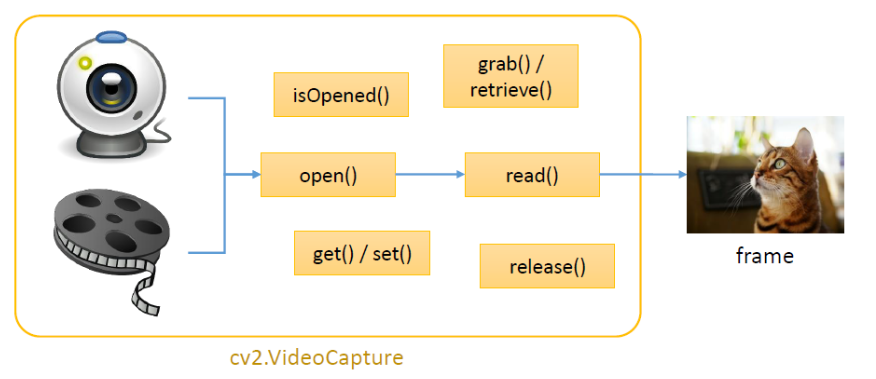 isOpened()
grab() /
retrieve()
open()
read()
get() / set()
release()
frame
cv2.VideoCapture